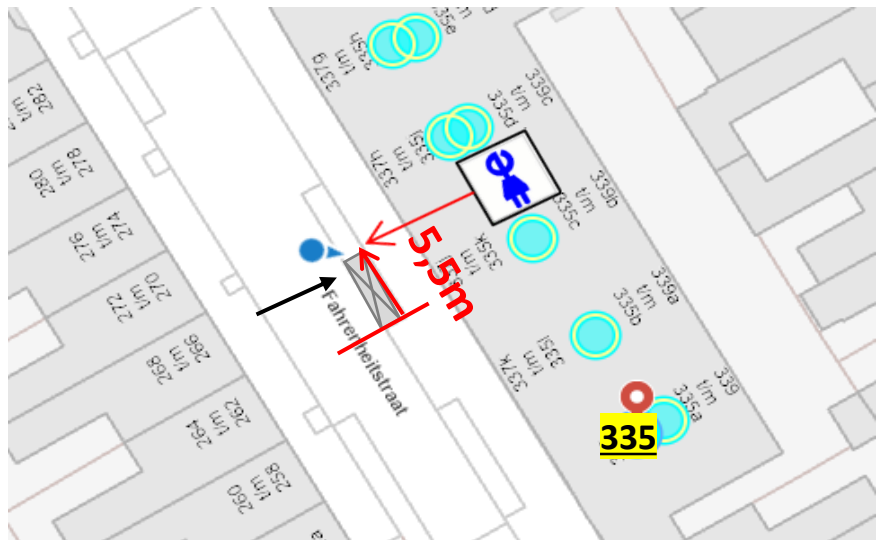 282
t/m
280
278
t/m
276
274
t/m
272
270
t/m
268
266
t/m
264
262
t/m
260
258
335e
335h
t/m
337g
339c
t/m
335d
335i
t/m
337h
e
339b
t/m
335c
335k
t/m
5,5m
339a
t/m
335b
335l
t/m
337k
339
t/m
335a
335
Fahrenheitstraat